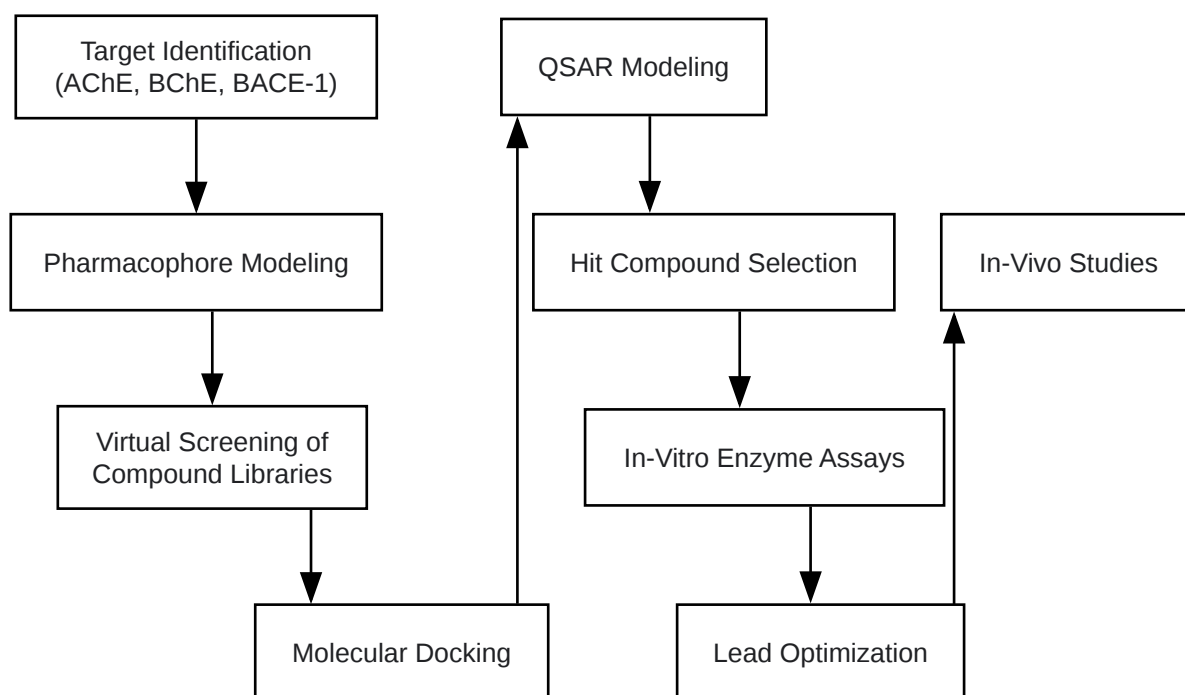 Target Identification
(AChE, BChE, BACE-1)
Pharmacophore Modeling
Virtual Screening of
Compound Libraries
Molecular Docking
QSAR Modeling
Hit Compound Selection
In-Vitro Enzyme Assays
Lead Optimization
In-Vivo Studies